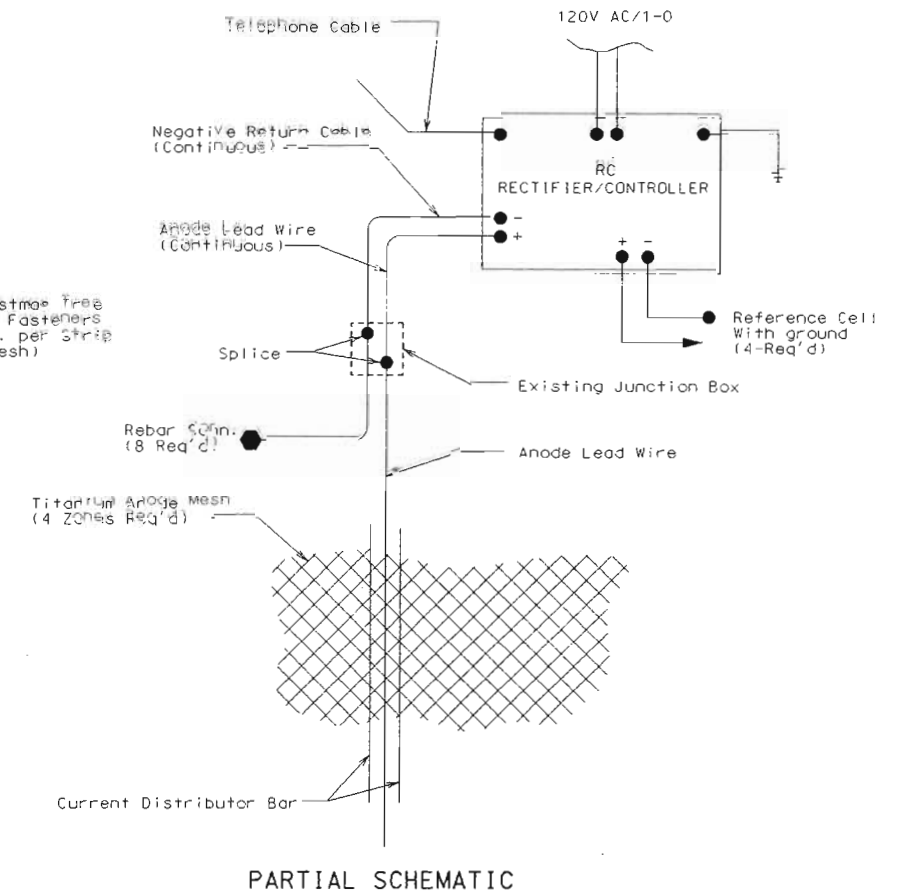 Telephone Cable
120V AC/1-0
Negative Return Cable
(Continuous)
RC
RECTIFIER/CONTROLLER
-
+
+ -
Anode Lead Wire
(Continuous)
Tree
Fasteners
per Strip
Reference Cell
With ground
(4-Req'd)
Splice
Existing Junction Box
Rebar Conn.
(8 Req'd)
Anode Lead Wire
Titanium Anode Mesh
(4 Zones Req'd)
Current Distributor Bar
PARTIAL SCHEMATIC